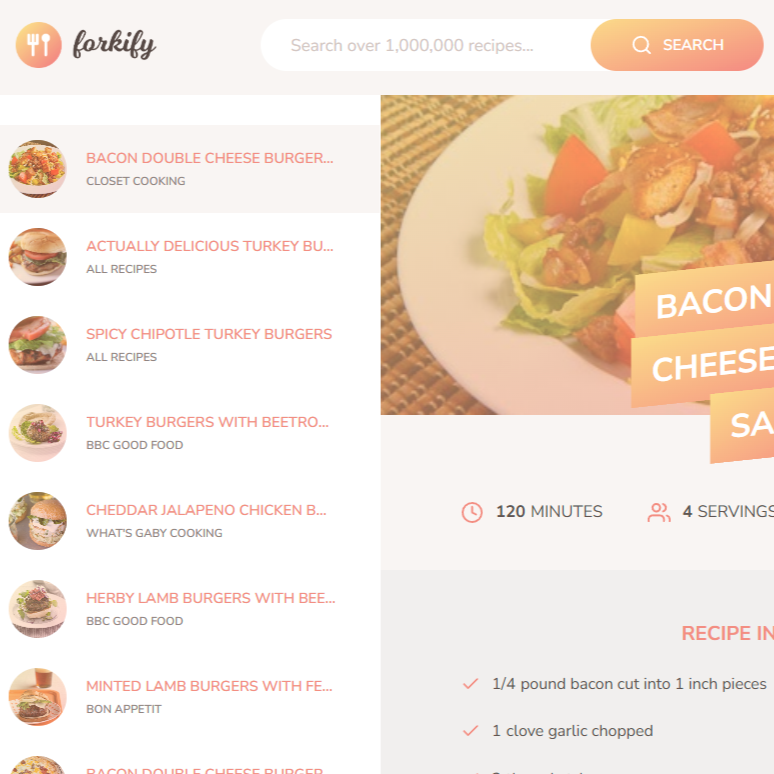 forkify
Search over 1,000,000 recipes...
SEARCH
BACON DOUBLE CHEESE BURGER...
CLOSET COOKING
ACTUALLY DELICIOUS TURKEY BU...
ALL RECIPES
SPICY CHIPOTLE TURKEY BURGERS
ALL RECIPES
TURKEY BURGERS WITH BEETRO...
BBC GOOD FOOD
CHEDDAR JALAPENO CHICKEN B...
WHAT'S GABY COOKING
HERBY LAMB BURGERS WITH BEE...
BBC GOOD FOOD
MINTED LAMB BURGERS WITH FE...
BON APPETIT
BACON DOUBLE CHEESE BURGER...
BACON
CHEESE
SA
120 MINUTES
4 SERVINGS
RECIPE IN
1/4 pound bacon cut into 1 inch pieces
1 clove garlic chopped